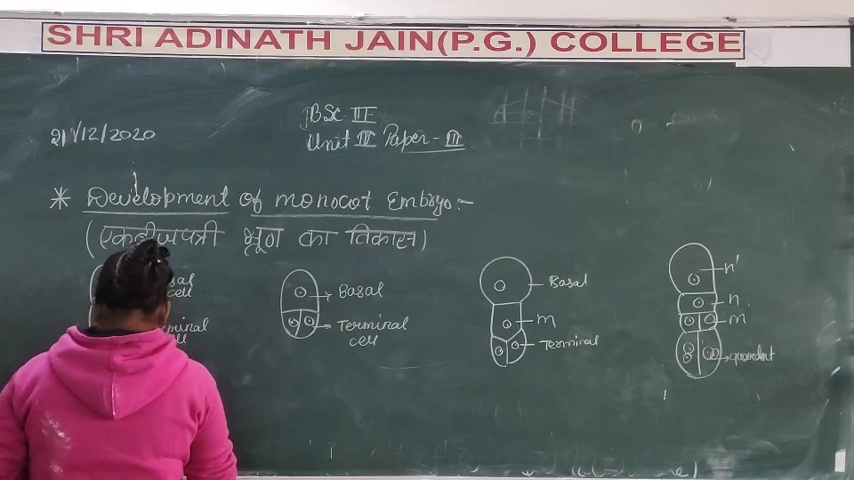 SHRI ADINATH JAIN(P.G.) COLLEGE
21/12/2020
BSc III
Unit III Paper - III
* Development of monocot Embryo:-
(एकबीजपत्री भ्रूण का विकास)
Basal
Terminal
cell
Basal
m
Terminal
n'
n
m
quadrant